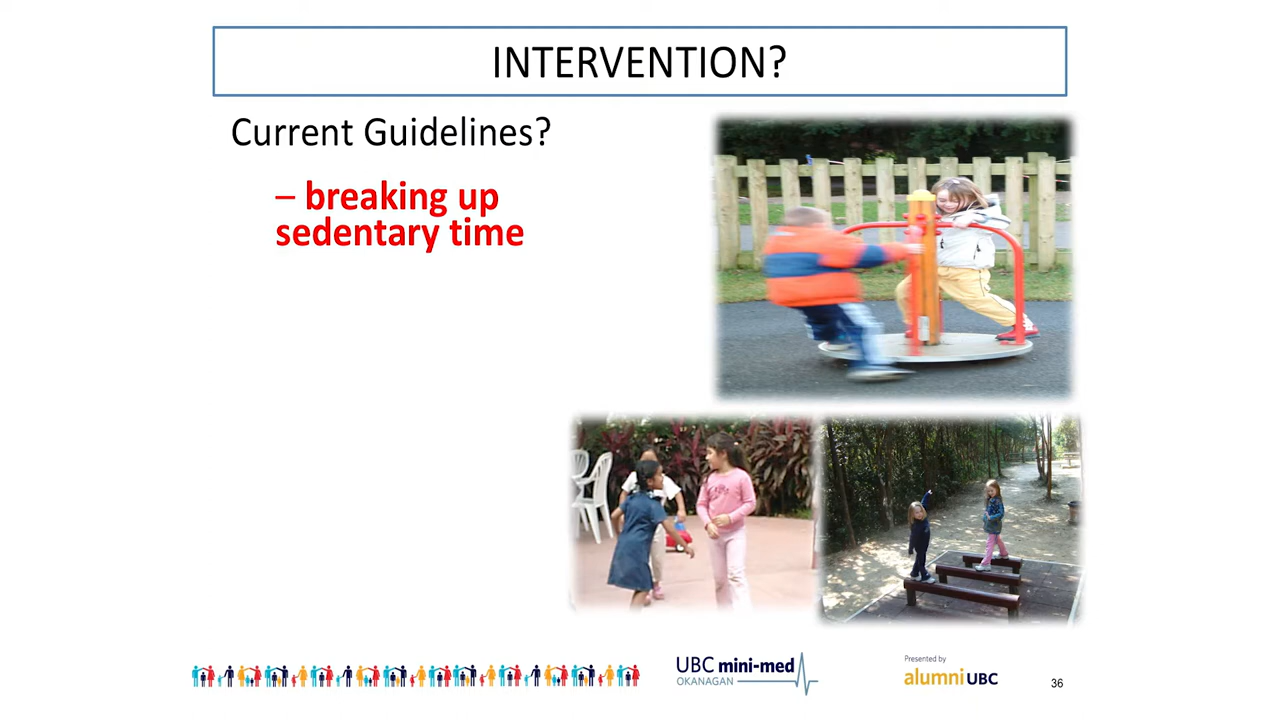 INTERVENTION?
Current Guidelines?
– breaking up
sedentary time
UBC mini-med
OKANAGAN
Presented by
alumni UBC
36